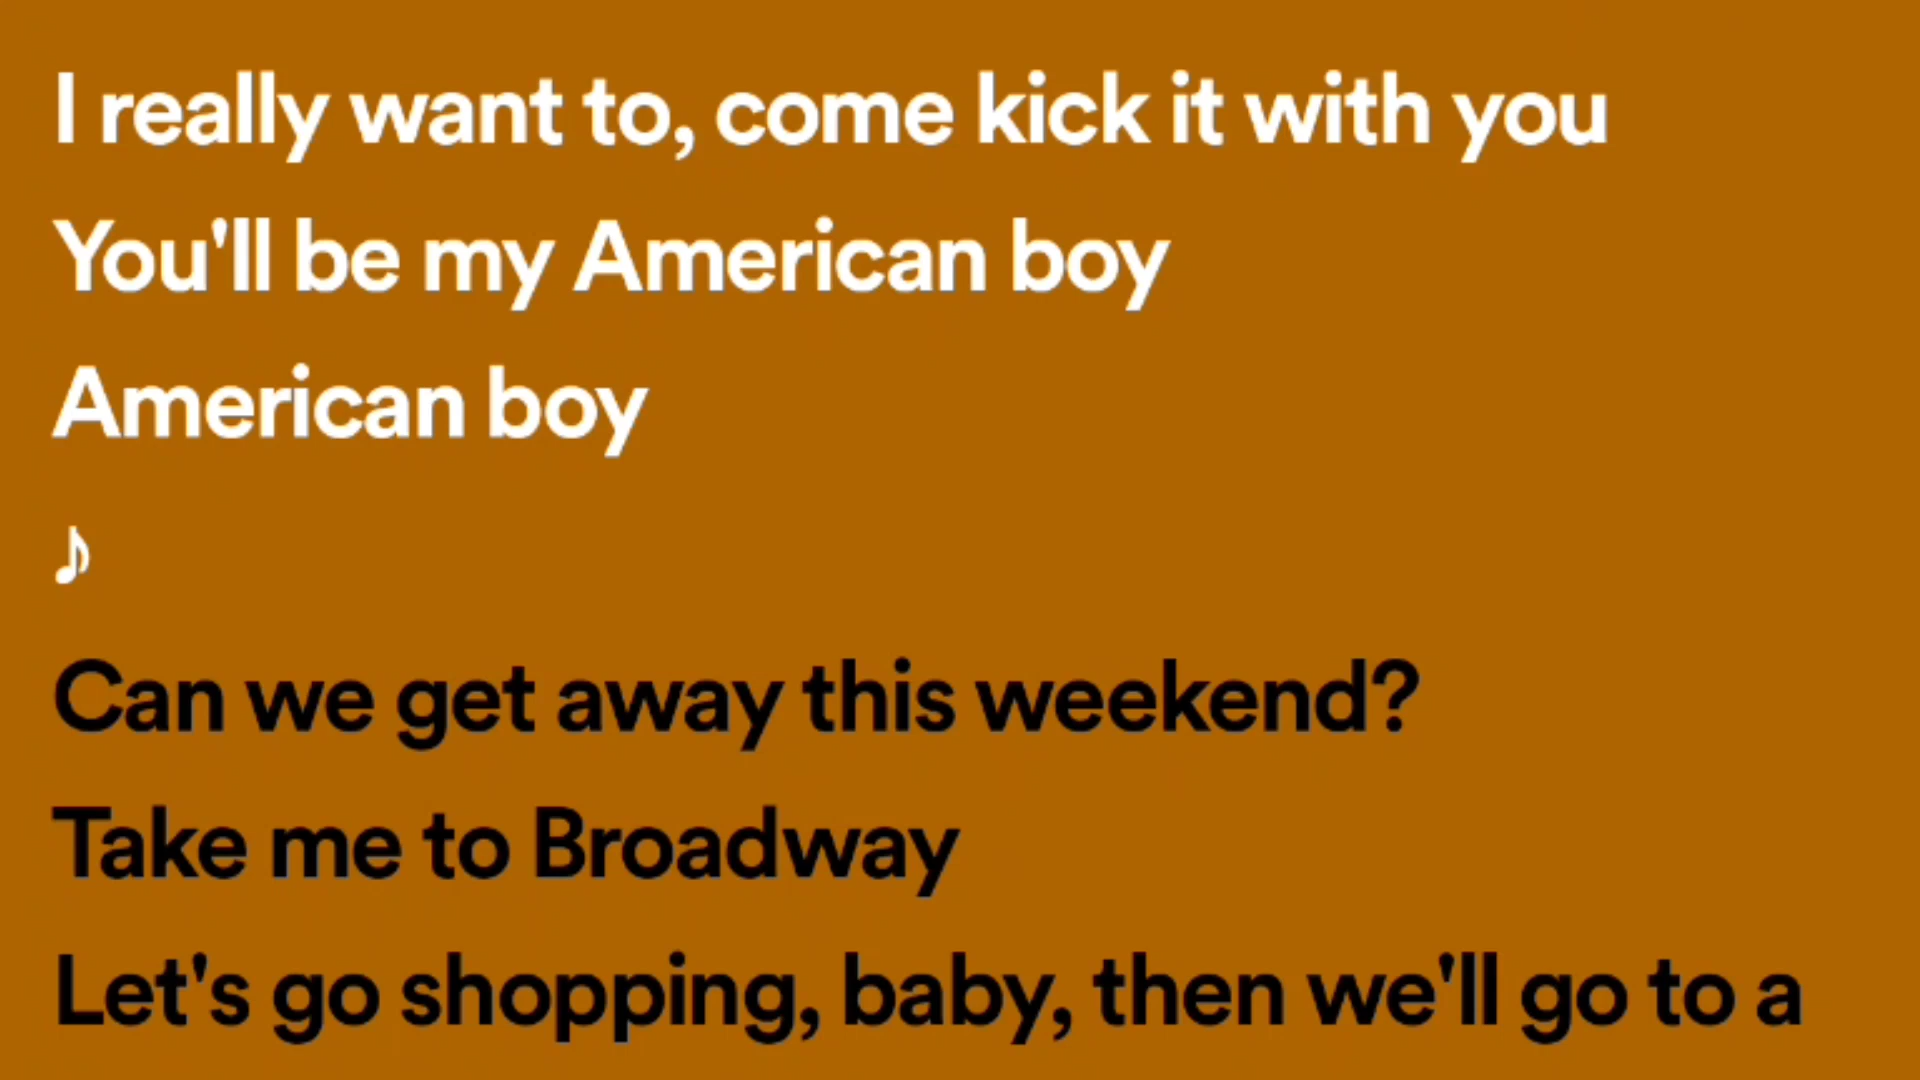 I really want to, come kick it with you
You'll be my American boy
American boy
♪
Can we get away this weekend?
Take me to Broadway
Let's go shopping, baby, then we'll go to a